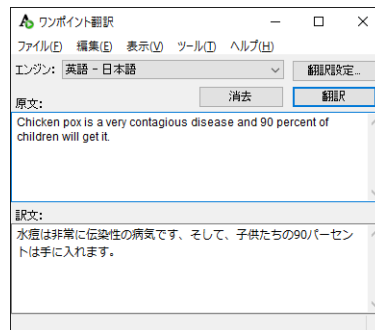 ワンポイント翻訳
ファイル(F) 編集(E) 表示(V) ツール(T) ヘルプ(H)
エンジン: 英語 - 日本語 翻訳設定...
原文: 消去 翻訳
Chicken pox is a very contagious disease and 90 percent of
children will get it.
訳文:
水痘は非常に伝染性の病気です、そして、子供たちの90パーセン
トは手に入れます。